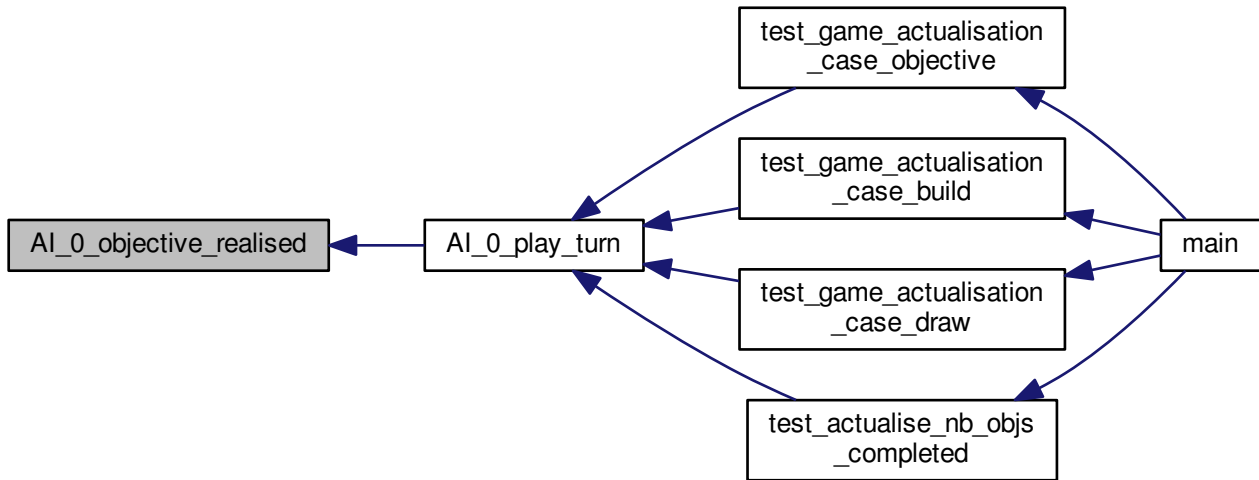 AI_0_objective_realised
AI_0_play_turn
test_game_actualisation
_case_objective
test_game_actualisation
_case_build
test_game_actualisation
_case_draw
test_actualise_nb_objs
_completed
main